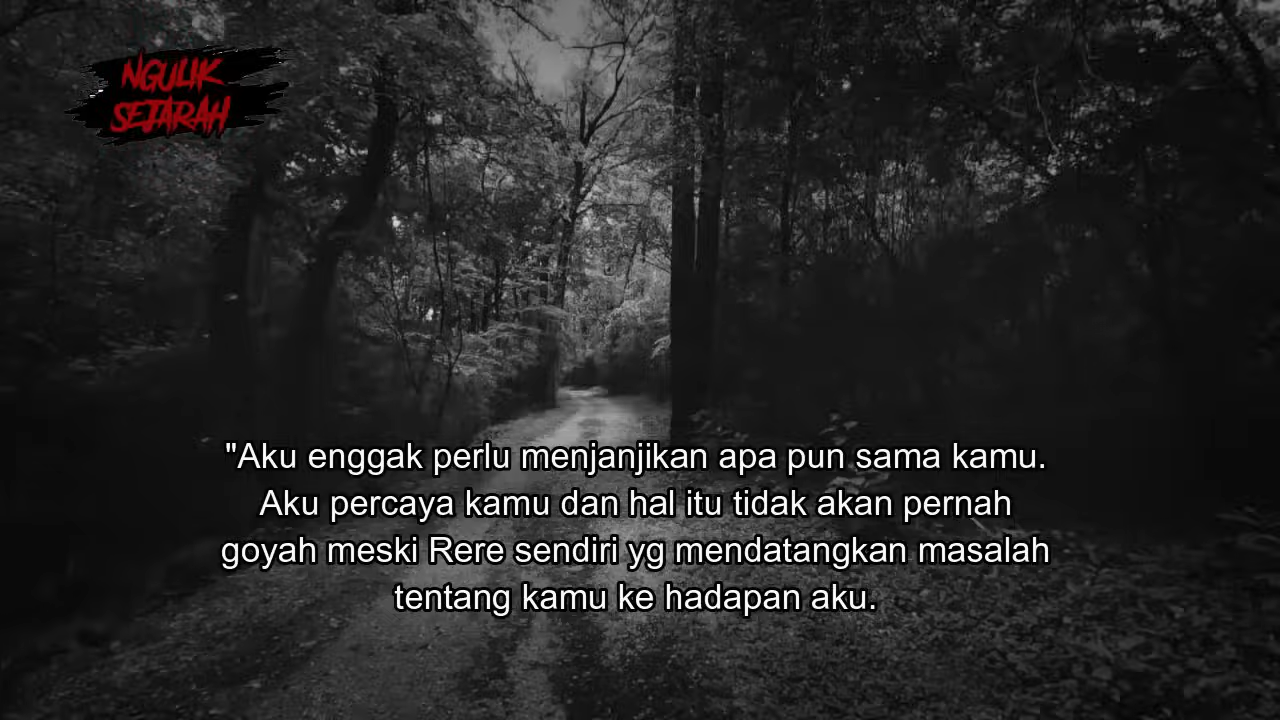 NGULIK
SEJARAH
"Aku enggak perlu menjanjikan apa pun sama kamu.
Aku percaya kamu dan hal itu tidak akan pernah
goyah meski Rere sendiri yg mendatangkan masalah
tentang kamu ke hadapan aku.